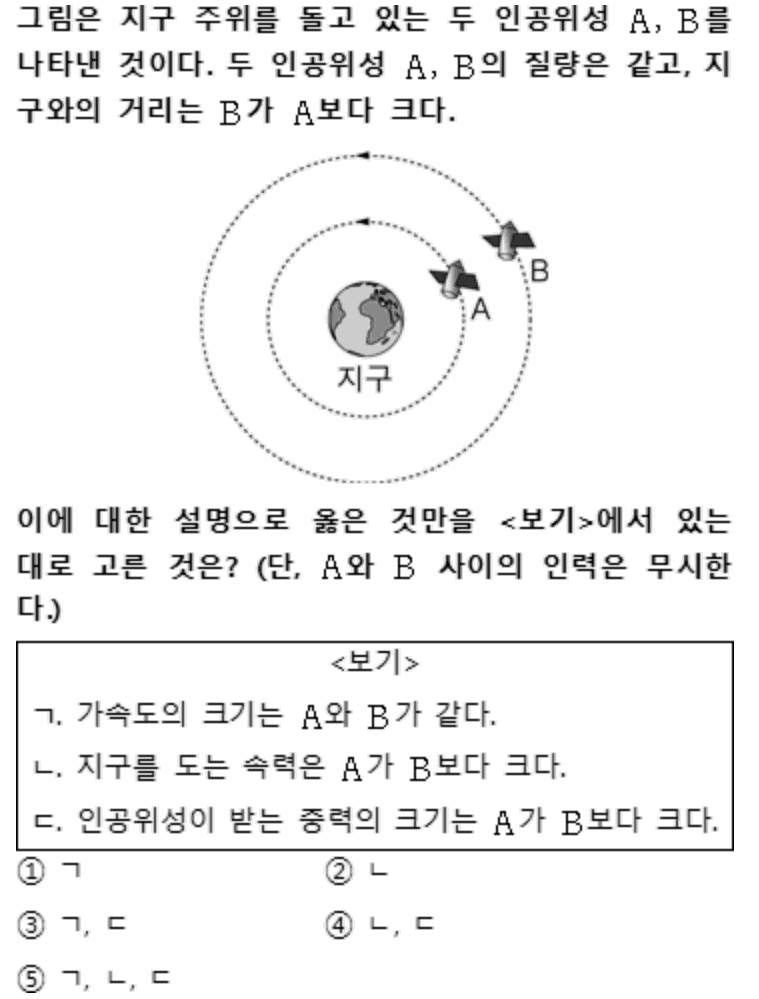 그림은 지구 주위를 돌고 있는 두 인공위성 A, B를
나타낸 것이다. 두 인공위성 A, B의 질량은 같고, 지
구와의 거리는 B가 A보다 크다.
B
A
지구
이에 대한 설명으로 옳은 것만을 <보기>에서 있는
대로 고른 것은? (단, A와 B 사이의 인력은 무시한
다.)
<보기>
ㄱ. 가속도의 크기는 A와 B가 같다.
ㄴ. 지구를 도는 속력은 A가 B보다 크다.
ㄷ. 인공위성이 받는 중력의 크기는 A가 B보다 크다.
① ㄱ ② ㄴ
③ ㄱ, ㄷ ④ ㄴ, ㄷ
⑤ ㄱ, ㄴ, ㄷ